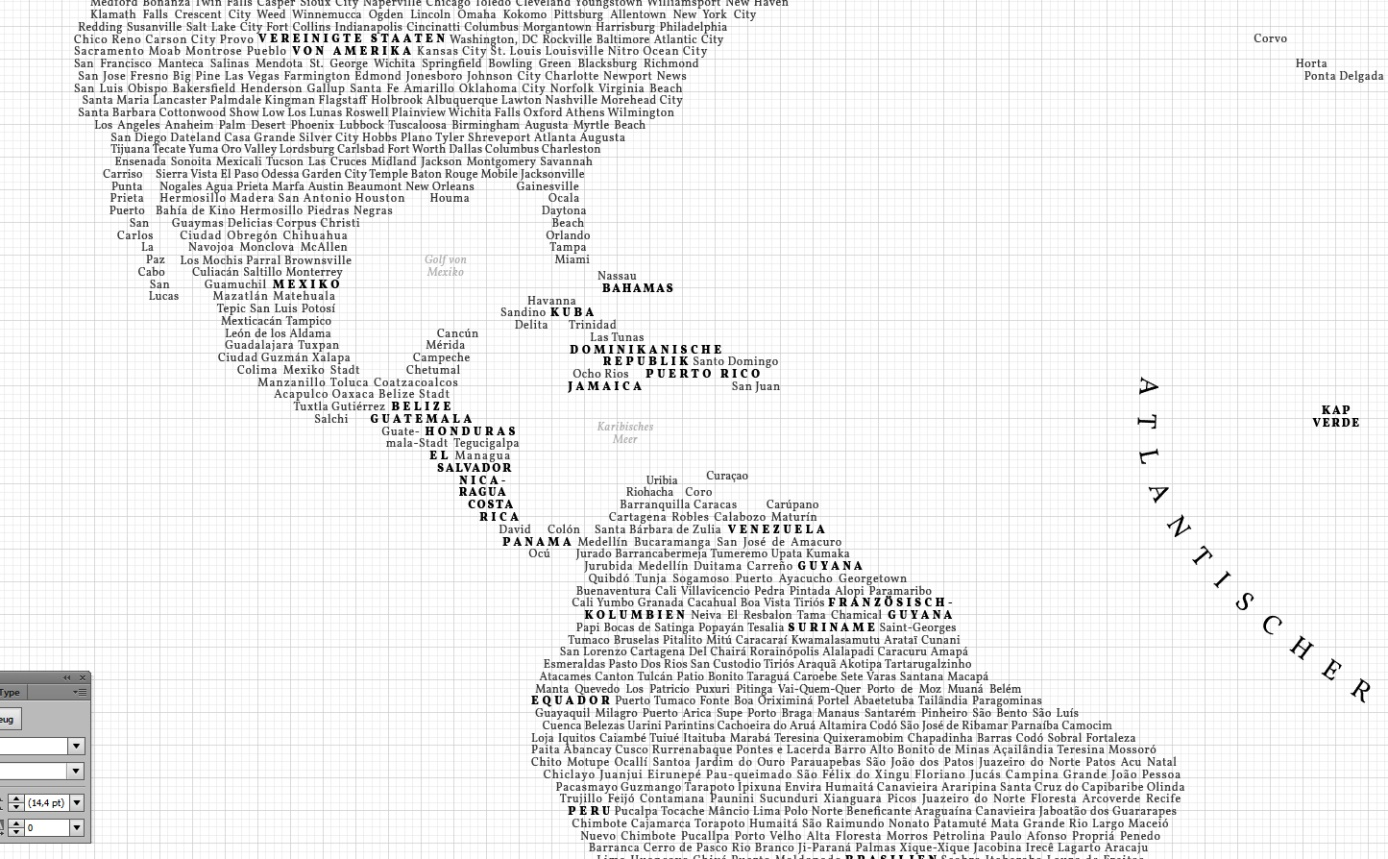 Medford Bonanza Twin Falls Casper Sioux City Naperville Chicago Toledo Cleveland Youngstown Williamsport New Haven
Klamath Falls Crescent City Weed Winnemucca Ogden Lincoln Omaha Kokomo Pittsburg Allentown New York City
Redding Susanville Salt Lake City Fort Collins Indianapolis Cincinatti Columbus Morgantown Harrisburg Philadelphia
Chico Reno Carson City Provo VEREINIGTE STAATEN Washington, DC Rockville Baltimore Atlantic City
Corvo
Sacramento Moab Montrose Pueblo VON AMERIKA Kansas City St. Louis Louisville Nitro Ocean City
San Francisco Manteca Salinas Mendota St. George Wichita Springfield Bowling Green Blacksburg Richmond
Horta
San Jose Fresno Big Pine Las Vegas Farmington Edmond Jonesboro Johnson City Charlotte Newport News
Ponta Delgada
San Luis Obispo Bakersfield Henderson Gallup Santa Fe Amarillo Oklahoma City Norfolk Virginia Beach
Santa Maria Lancaster Palmdale Kingman Flagstaff Holbrook Albuquerque Lawton Nashville Morehead City
Santa Barbara Cottonwood Show Low Los Lunas Roswell Plainview Wichita Falls Oxford Athens Wilmington
Los Angeles Anaheim Palm Desert Phoenix Lubbock Tuscaloosa Birmingham Augusta Myrtle Beach
San Diego Dateland Casa Grande Silver City Hobbs Plano Tyler Shreveport Atlanta Augusta
Tijuana Tecate Yuma Oro Valley Lordsburg Carlsbad Fort Worth Dallas Columbus Charleston
Ensenada Sonoita Mexicali Tucson Las Cruces Midland Jackson Montgomery Savannah
Carriso Sierra Vista El Paso Odessa Garden City Temple Baton Rouge Mobile Jacksonville
Punta Nogales Agua Prieta Marfa Austin Beaumont New Orleans Gainesville
Prieta Hermosillo Madera San Antonio Houston Houma Ocala
Puerto Bahía de Kino Hermosillo Piedras Negras Daytona
San Guaymas Delicias Corpus Christi Beach
Carlos Ciudad Obregón Chihuahua Orlando
La Navojoa Monclova McAllen Tampa
Paz Los Mochis Parral Brownsville Golf von Miami
Cabo Culiacán Saltillo Monterrey Mexiko
Nassau
San Guamuchil MEXIKO BAHAMAS
Lucas Mazatlán Matehuala
Havanna
Tepic San Luis Potosí Sandino KUBA
Mexticacán Tampico Delita Trinidad
León de los Aldama Cancún Las Tunas
Guadalajara Tuxpan Mérida DOMINIKANISCHE
Ciudad Guzmán Xalapa Campeche REPUBLIK Santo Domingo
Colima Mexiko Stadt Chetumal Ocho Rios PUERTO RICO
Manzanillo Toluca Coatzacoalcos JAMAICA San Juan
Acapulco Oaxaca Belize Stadt
Tuxtla Gutiérrez BELIZE
KAP
VERDE
Salchi GUATEMALA
Guate- HONDURAS Karibisches
mala-Stadt Tegucigalpa Meer
EL Managua
SALVADOR
NICA-
RAGUA
Uribia Curaçao
Riohacha Coro
COSTA Barranquilla Caracas Carúpano
RICA Cartagena Robles Calabozo Maturín
David Colón Santa Bárbara de Zulia VENEZUELA
PANAMA Medellín Bucaramanga San José de Amacuro
Ocú Jurado Barrancabermeja Tumeremo Upata Kumaka
Jurubida Medellín Duitama Carreño GUYANA
Quibdó Tunja Sogamoso Puerto Ayacucho Georgetown
Buenaventura Cali Villavicencio Pedra Pintada Alopi Paramaribo
Cali Yumbo Granada Cacahual Boa Vista Tiriós FRANZÖSISCH-
KOLUMBIEN Neiva El Resbalon Tama Chamical GUYANA
Papi Bocas de Satinga Popayán Tesalia SURINAME Saint-Georges
Tumaco Bruselas Pitalito Mitú Caracaraí Kwamalasamutu Arataï Cunani
San Lorenzo Cartagena Del Chairá Rorainópolis Alalapadi Caracuru Amapá
Esmeraldas Pasto Dos Rios San Custodio Tiriós Araquã Akotipa Tartarugalzinho
Atacames Canton Tulcán Patio Bonito Taraguá Caroebe Sete Varas Santana Macapá
Manta Quevedo Los Patricio Puxuri Pitinga Vai-Quem-Quer Porto de Moz Muaná Belém
EQUADOR Puerto Tumaco Fonte Boa Oriximiná Portel Abaetetuba Tailândia Paragominas
Guayaquil Milagro Puerto Arica Supe Porto Braga Manaus Santarém Pinheiro São Bento São Luís
Cuenca Belezas Uarini Parintins Cachoeira do Aruá Altamira Codó São José de Ribamar Parnaíba Camocim
Loja Iquitos Caiambé Tuiué Itaituba Marabá Teresina Quixeramobim Chapadinha Barras Codó Sobral Fortaleza
Paita Abancay Cusco Rurrenabaque Pontes e Lacerda Barro Alto Bonito de Minas Açailândia Teresina Mossoró
Chito Motupe Ocallí Santoa Jardim do Ouro Parauapebas São João dos Patos Juazeiro do Norte Patos Acu Natal
Chiclayo Juanjui Eirunepé Pau-queimado São Félix do Xingu Floriano Jucás Campina Grande João Pessoa
Pacasmayo Guzmango Tarapoto Ipixuna Envira Humaitá Canavieira Araripina Santa Cruz do Capibaribe Olinda
Trujillo Feijó Contamana Paunini Sucunduri Xianguara Picos Juazeiro do Norte Floresta Arcoverde Recife
PERU Pucalpa Tocache Mâncio Lima Polo Norte Beneficante Araguaína Canavieira Jaboatão dos Guararapes
Chimbote Cajamarca Torapoto Humaitá São Raimundo Nonato Patamuté Mata Grande Rio Largo Maceió
Nuevo Chimbote Pucallpa Porto Velho Alta Floresta Morros Petrolina Paulo Afonso Propriá Penedo
Barranca Cerro de Pasco Rio Branco Ji-Paraná Palmas Xique-Xique Jacobina Irecê Lagarto Aracaju
BRASILIEN
ATLANTISCHER
Type
eug
(14,4 pt)
0